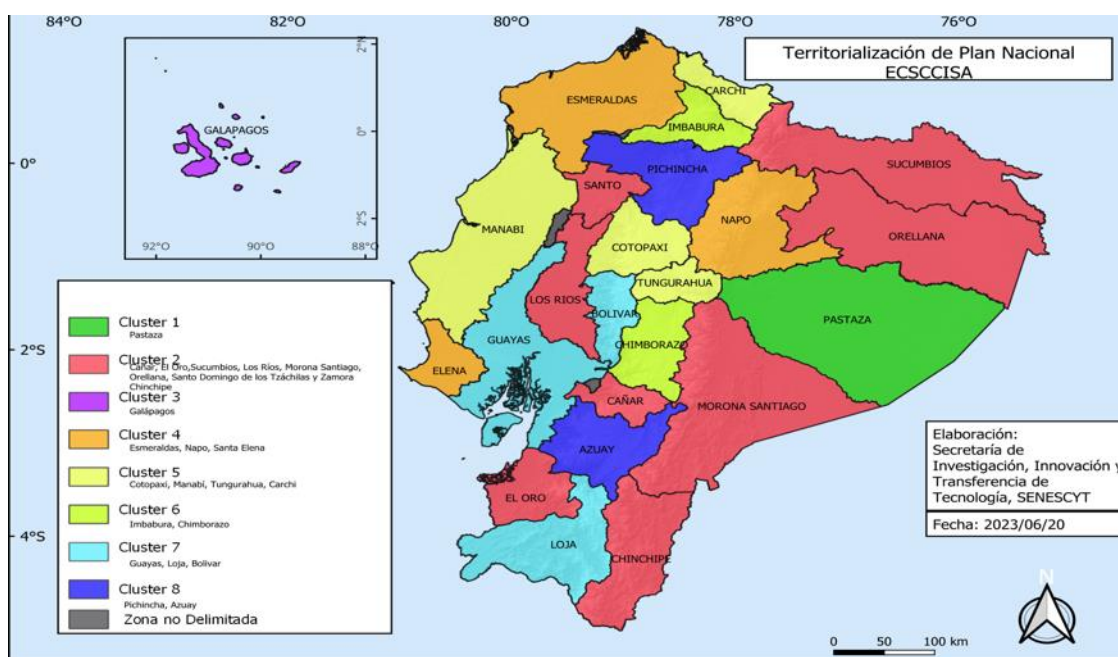 84°O
82°O
80°O
78°O
76°O
2°N
0°
2°S
92°O
90°O
88°O
GALAPAGOS
0°
2°S
4°S
Territorialización de Plan Nacional
ECSCCISA
ESMERALDAS
CARCHI
IMBABURA
SUCUMBIOS
PICHINCHA
SANTO
NAPO
ORELLANA
MANABI
COTOPAXI
TUNGURAHUA
LOS RIOS
BOLIVAR
PASTAZA
GUAYAS
CHIMBORAZO
ELENA
CAÑAR
MORONA SANTIAGO
AZUAY
EL ORO
LOJA
CHINCHIPE
Cluster 1
Pastaza
Cluster 2
Cañar, El Oro,Sucumbios, Los Ríos, Morona Santiago,
Orellana, Santo Domingo de los Tzáchilas y Zamora
Chinchipe
Cluster 3
Galápagos
Cluster 4
Esmeraldas, Napo, Santa Elena
Cluster 5
Cotopaxi, Manabí, Tungurahua, Carchi
Cluster 6
Imbabura, Chimborazo
Cluster 7
Guayas, Loja, Bolivar
Cluster 8
Pichincha, Azuay
Zona no Delimitada
Elaboración:
Secretaría de
Investigación, Innovación y
Transferencia de
Tecnología, SENESCYT
Fecha: 2023/06/20
N
0 50 100 km